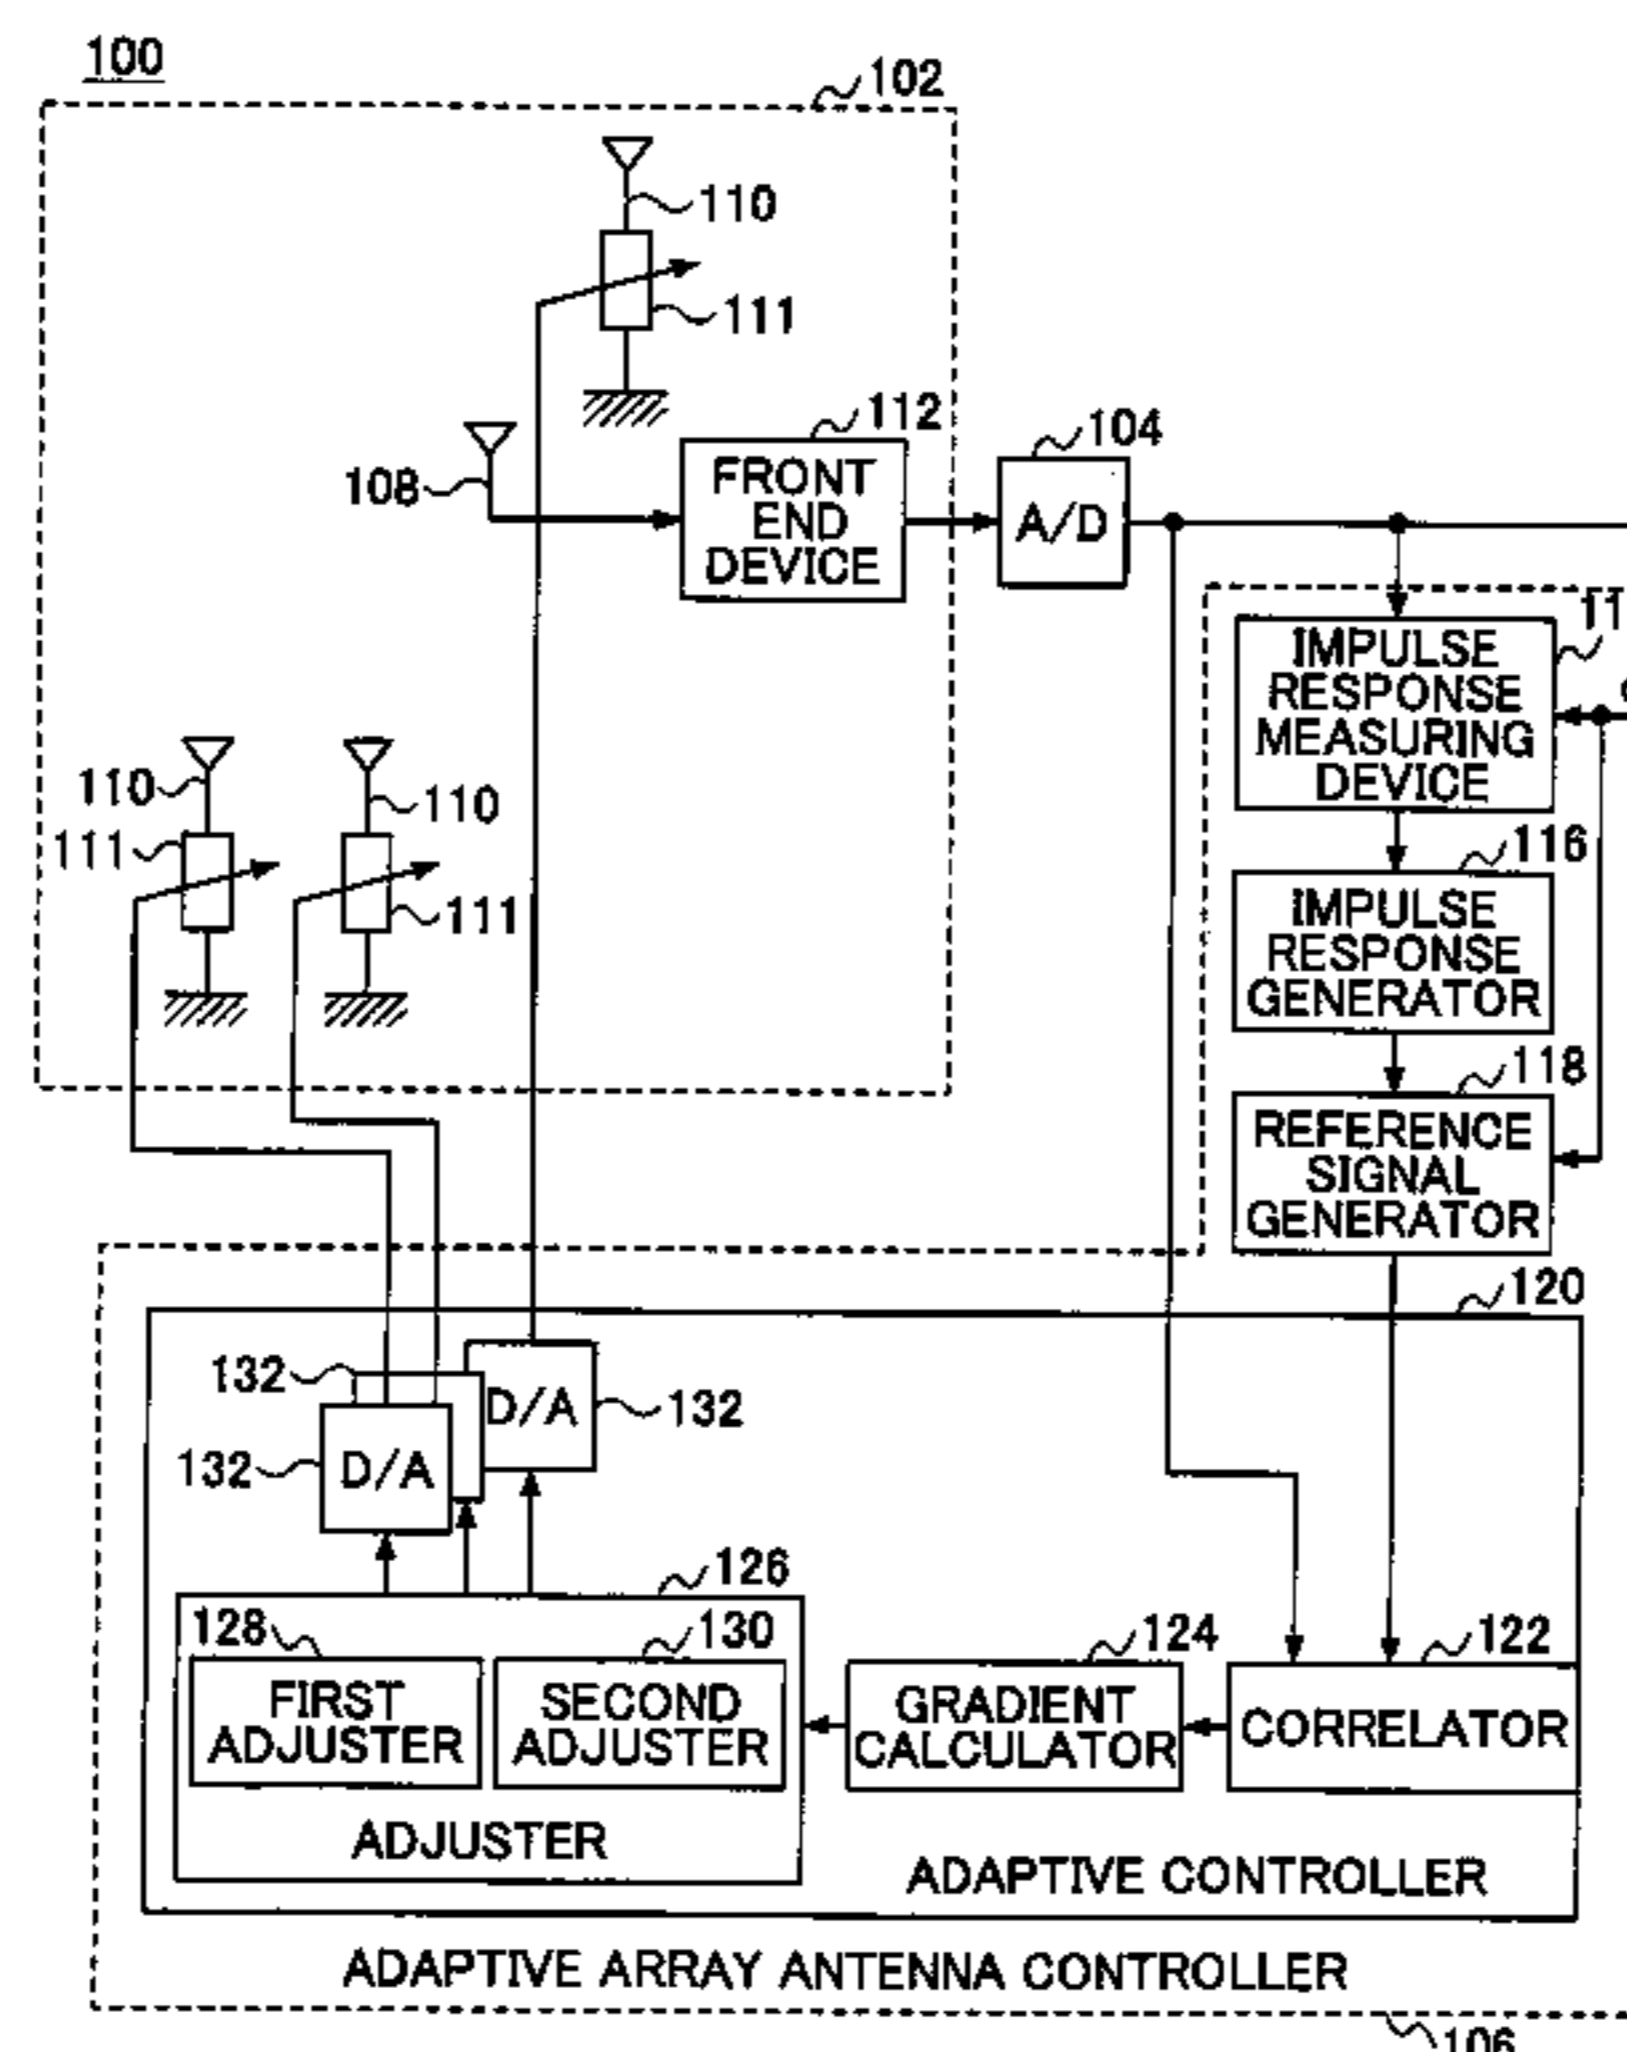 100
102
110
111
112
104
108
FRONT
END
DEVICE
A/D
11
IMPULSE
RESPONSE
MEASURING
DEVICE
110
110
111
111
116
IMPULSE
RESPONSE
GENERATOR
118
REFERENCE
SIGNAL
GENERATOR
120
132
D/A
132
132
D/A
126
128
130
124
122
FIRST
ADJUSTER
SECOND
ADJUSTER
GRADIENT
CALCULATOR
CORRELATOR
ADJUSTER
ADAPTIVE CONTROLLER
ADAPTIVE ARRAY ANTENNA CONTROLLER
106